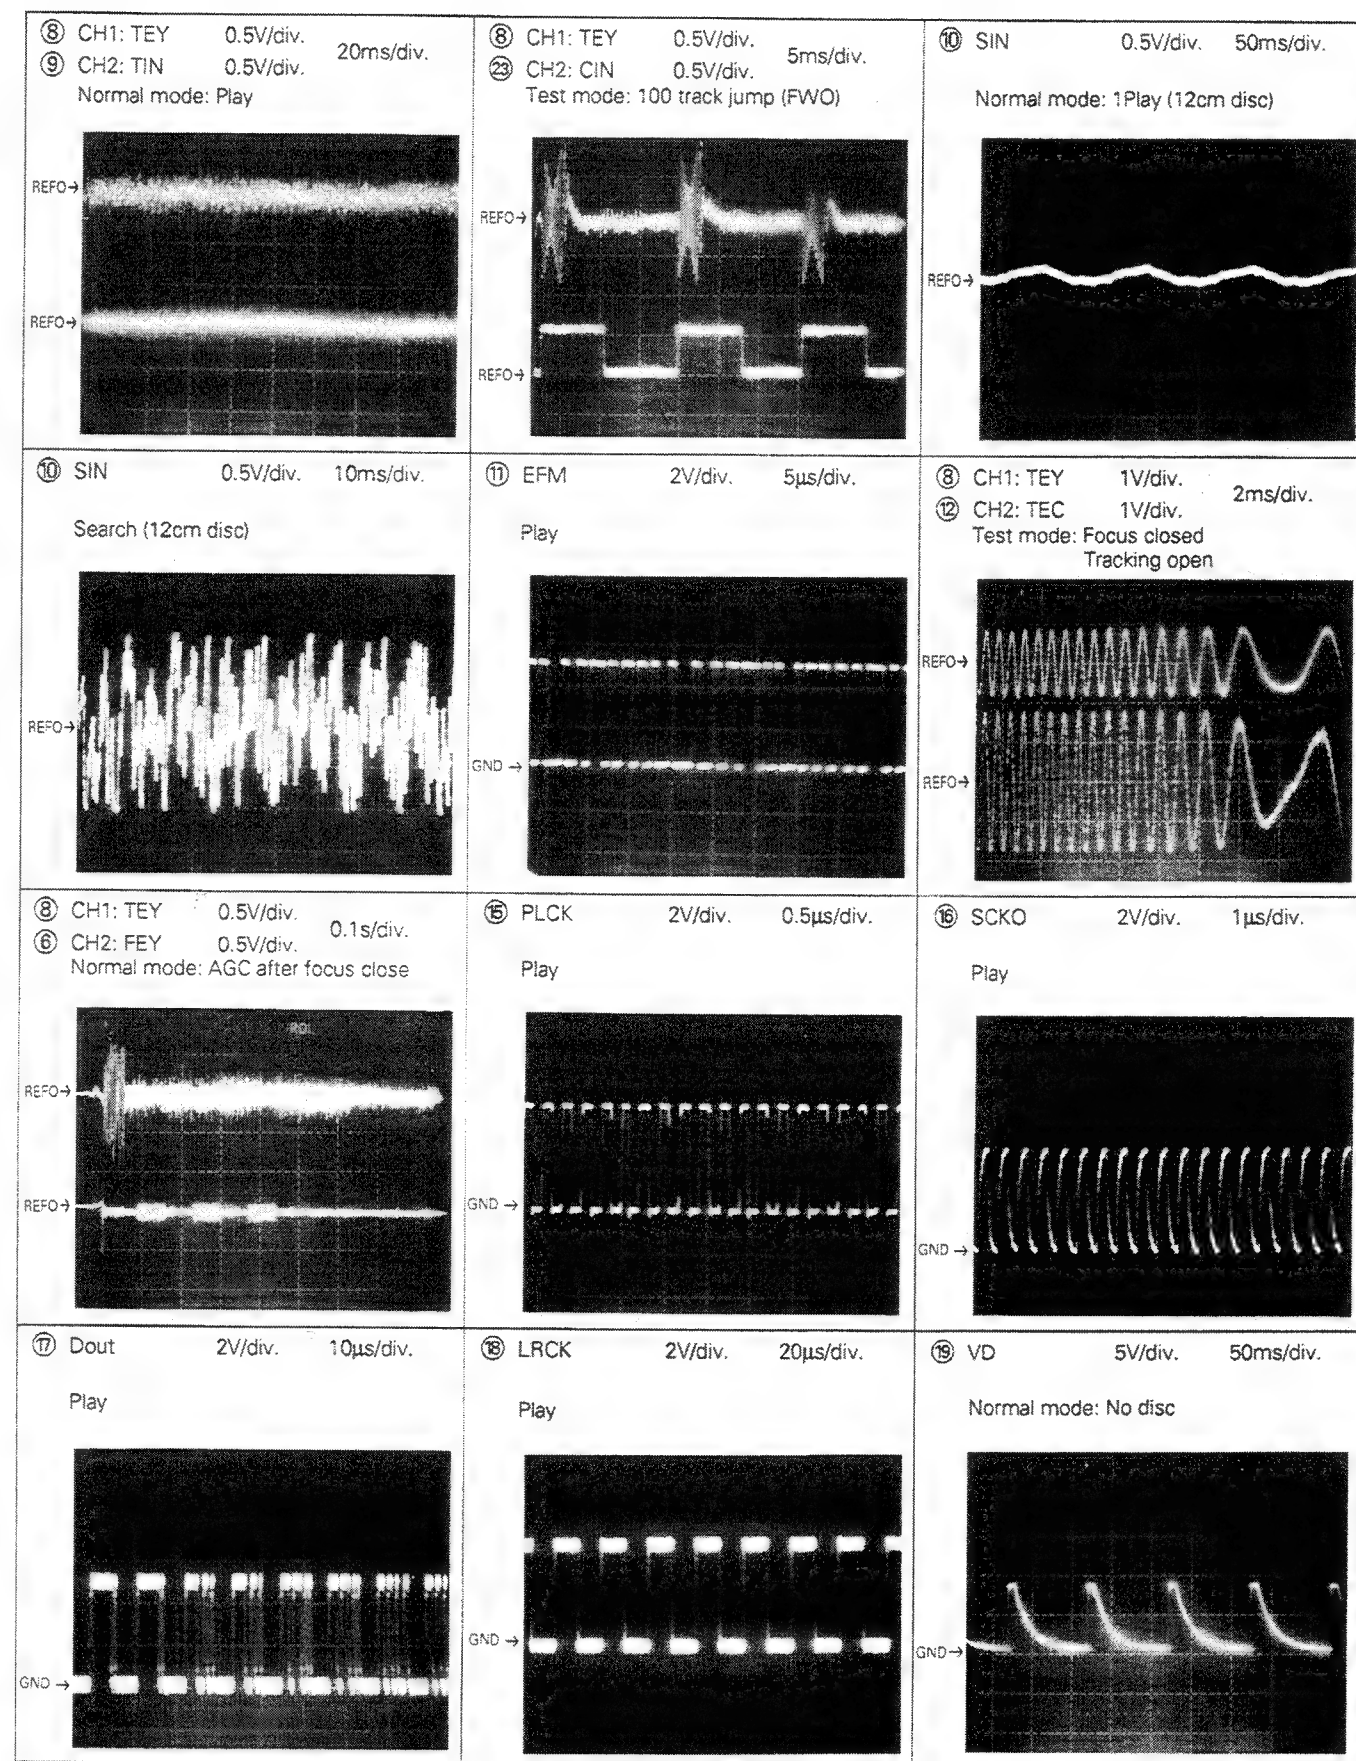 ⑧ CH1: TEY 0.5V/div. 20ms/div.
⑨ CH2: TIN 0.5V/div.
Normal mode: Play
REFO→
REFO→
⑧ CH1: TEY 0.5V/div. 5ms/div.
㉓ CH2: CIN 0.5V/div.
Test mode: 100 track jump (FWO)
REFO→
REFO→
⑩ SIN 0.5V/div. 50ms/div.
Normal mode: 1Play (12cm disc)
REFO→
⑩ SIN 0.5V/div. 10ms/div.
Search (12cm disc)
REFO→
⑪ EFM 2V/div. 5µs/div.
Play
GND →
⑧ CH1: TEY 1V/div. 2ms/div.
⑫ CH2: TEC 1V/div.
Test mode: Focus closed
Tracking open
REFO→
REFO→
⑧ CH1: TEY 0.5V/div. 0.1s/div.
⑥ CH2: FEY 0.5V/div.
Normal mode: AGC after focus close
REFO→
REFO→
⑮ PLCK 2V/div. 0.5µs/div.
Play
GND →
⑯ SCKO 2V/div. 1µs/div.
Play
GND →
⑰ Dout 2V/div. 10µs/div.
Play
GND →
⑱ LRCK 2V/div. 20µs/div.
Play
GND →
⑲ VD 5V/div. 50ms/div.
Normal mode: No disc
GND→